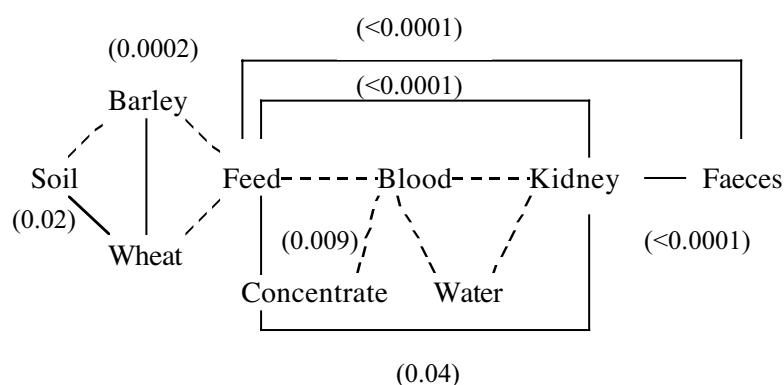 (<0.0001)
(0.0002)
(<0.0001)
Barley
Soil
Feed
Blood
Kidney
Faeces
(0.02)
Wheat
(0.009)
(<0.0001)
Concentrate
Water
(0.04)